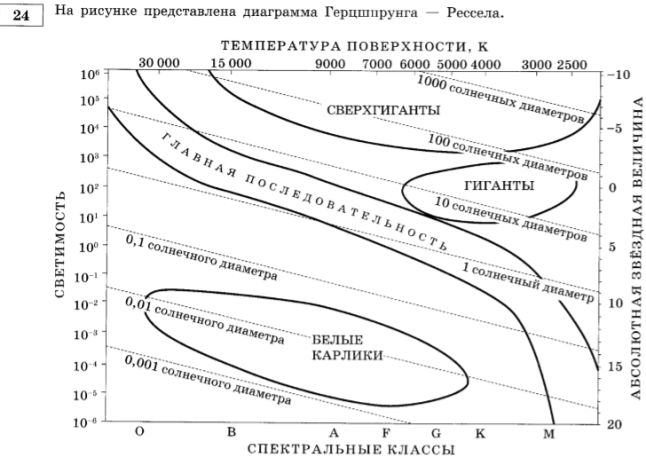 24
На рисунке представлена диаграмма Герцшпрунга — Рессела.
ТЕМПЕРАТУРА ПОВЕРХНОСТИ, К
30 000 15 000 9000 7000 6000 5000 4000 3000 2500
СВЕТИМОСТЬ
10⁶
10⁵
10⁴
10³
10²
10¹
10⁰
10⁻¹
10⁻²
10⁻³
10⁻⁴
10⁻⁵
10⁻⁶
1000 солнечных диаметров
СВЕРХГИГАНТЫ
100 солнечных диаметров
ГИГАНТЫ
10 солнечных диаметров
ГЛАВНАЯ ПОСЛЕДОВАТЕЛЬНОСТЬ
1 солнечный диаметр
0,1 солнечного диаметра
0,01 солнечного диаметра
БЕЛЫЕ
КАРЛИКИ
0,001 солнечного диаметра
-10
-5
0
5
10
15
20
АБСОЛЮТНАЯ ЗВЁЗДНАЯ ВЕЛИЧИНА
O B A F G K M
СПЕКТРАЛЬНЫЕ КЛАССЫ